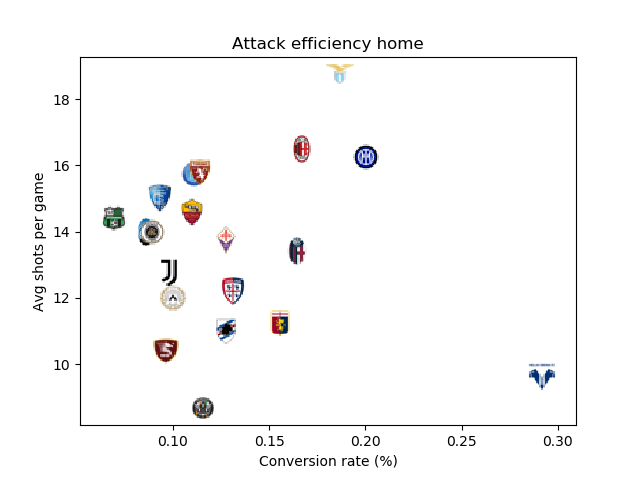 Attack efficiency home
Avg shots per game
18
16
14
12
10
0.10 0.15 0.20 0.25 0.30
Conversion rate (%)